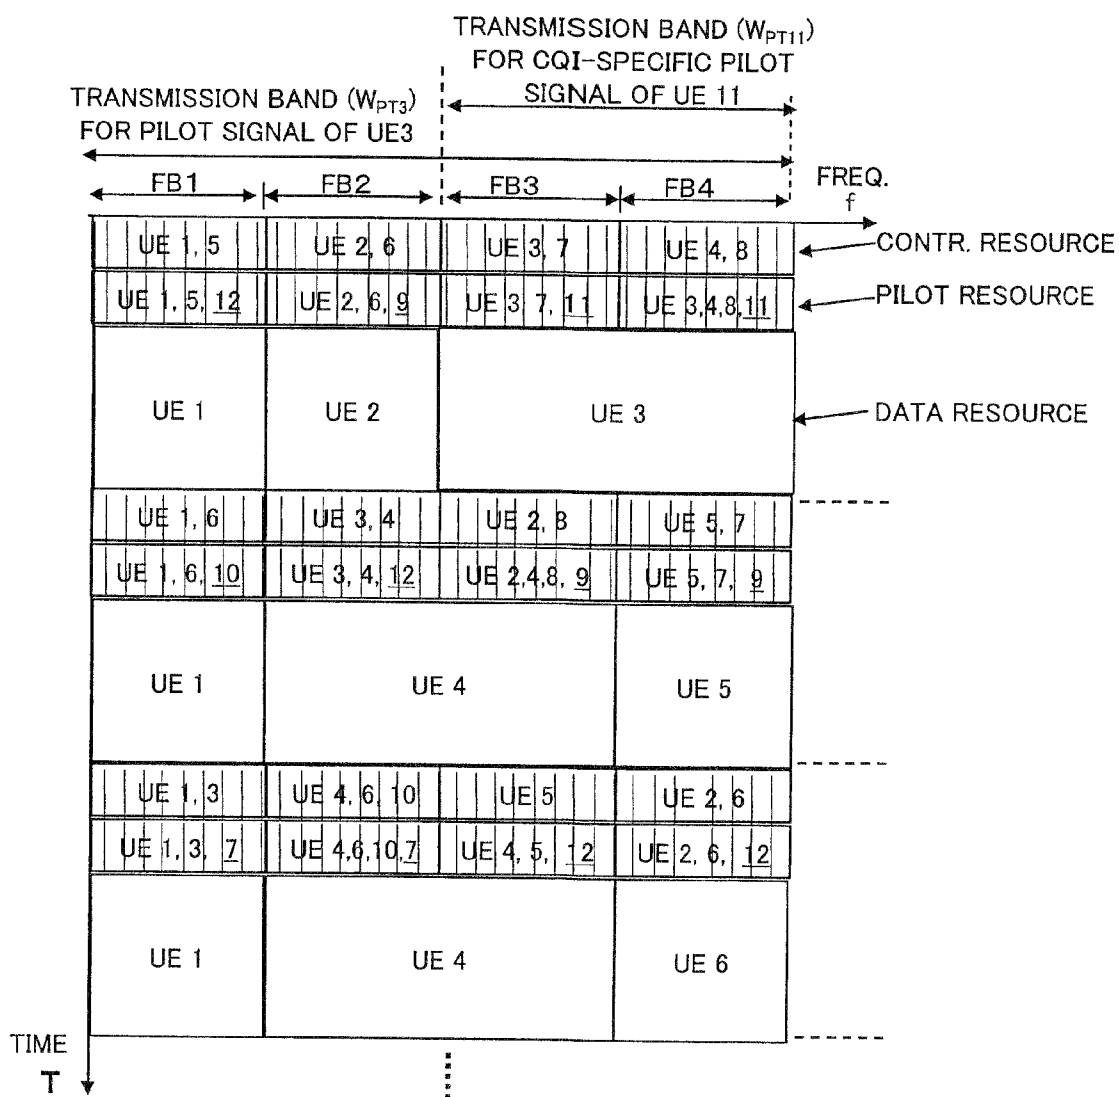 TRANSMISSION BAND (WPT11)
FOR CQI-SPECIFIC PILOT
SIGNAL OF UE 11
TRANSMISSION BAND (WPT3)
FOR PILOT SIGNAL OF UE3
FB1 FB2 FB3 FB4 FREQ.
f
UE 1, 5 UE 2, 6 UE 3, 7 UE 4, 8 CONTR. RESOURCE
UE 1, 5, 12 UE 2, 6, 9 UE 3 7, 11 UE 3,4,8,11 PILOT RESOURCE
UE 1 UE 2 UE 3 DATA RESOURCE
UE 1, 6 UE 3, 4 UE 2, 8 UE 5, 7
UE 1, 6, 10 UE 3, 4, 12 UE 2,4,8, 9 UE 5, 7, 9
UE 1 UE 4 UE 5
UE 1, 3 UE 4, 6, 10 UE 5 UE 2, 6
UE 1, 3, 7 UE 4,6,10,7 UE 4, 5, 12 UE 2, 6, 12
UE 1 UE 4 UE 6
TIME
T